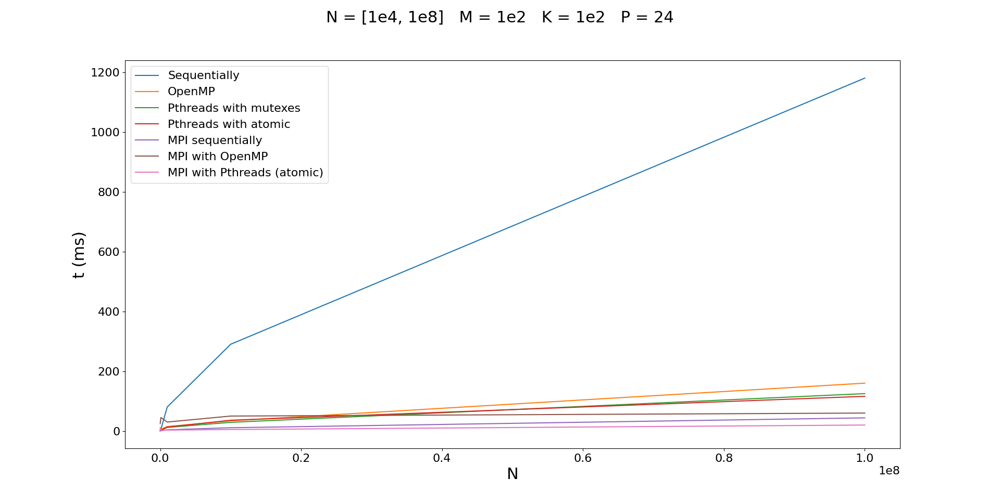 N = [1e4, 1e8]   M = 1e2   K = 1e2   P = 24
1200
1000
800
600
400
200
0
t (ms)
Sequentially
OpenMP
Pthreads with mutexes
Pthreads with atomic
MPI sequentially
MPI with OpenMP
MPI with Pthreads (atomic)
0.0 0.2 0.4 0.6 0.8 1.0
1e8
N